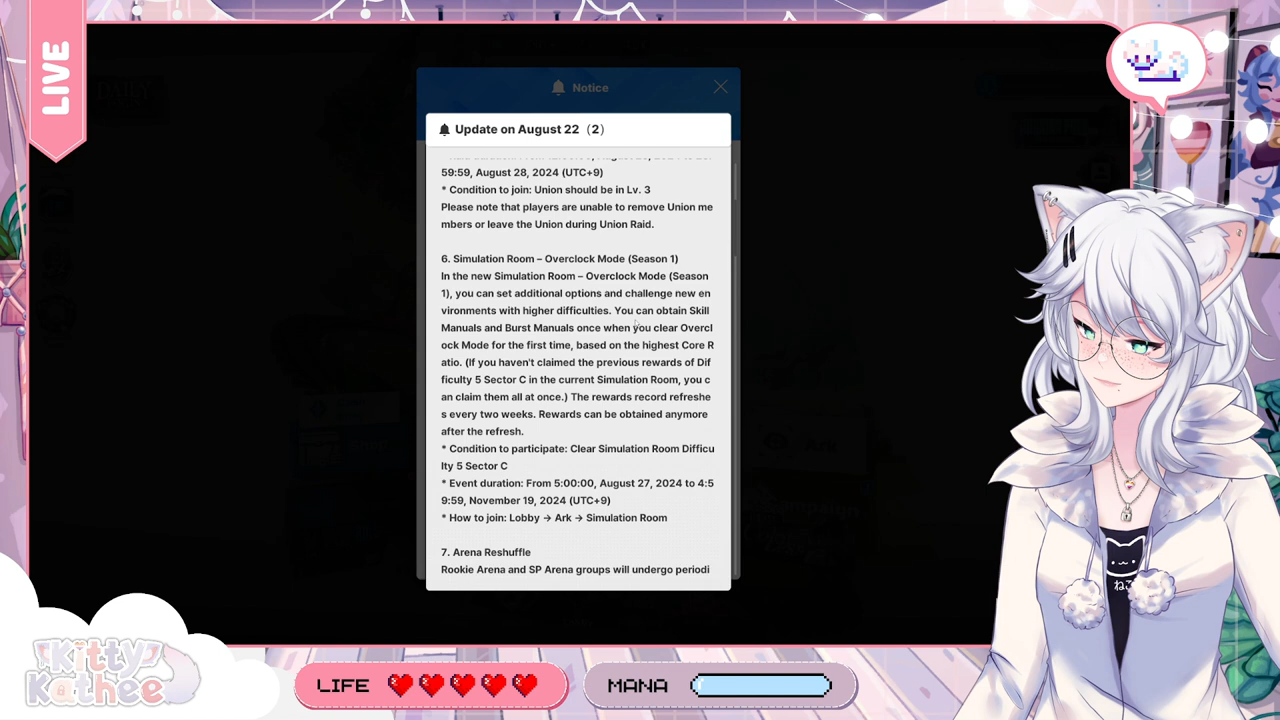 LIVE
Notice
Update on August 22（2）
59:59, August 28, 2024 (UTC+9)
* Condition to join: Union should be in Lv. 3
Please note that players are unable to remove Union me
mbers or leave the Union during Union Raid.
6. Simulation Room – Overclock Mode (Season 1)
In the new Simulation Room – Overclock Mode (Season
1), you can set additional options and challenge new en
vironments with higher difficulties. You can obtain Skill
Manuals and Burst Manuals once when you clear Overcl
ock Mode for the first time, based on the highest Core R
atio. (If you haven't claimed the previous rewards of Dif
ficulty 5 Sector C in the current Simulation Room, you c
an claim them all at once.) The rewards record refreshe
s every two weeks. Rewards can be obtained anymore
after the refresh.
* Condition to participate: Clear Simulation Room Difficu
lty 5 Sector C
* Event duration: From 5:00:00, August 27, 2024 to 4:5
9:59, November 19, 2024 (UTC+9)
* How to join: Lobby → Ark → Simulation Room
7. Arena Reshuffle
Rookie Arena and SP Arena groups will undergo periodi
ねこ
Kitty
Kathee
LIFE
MANA